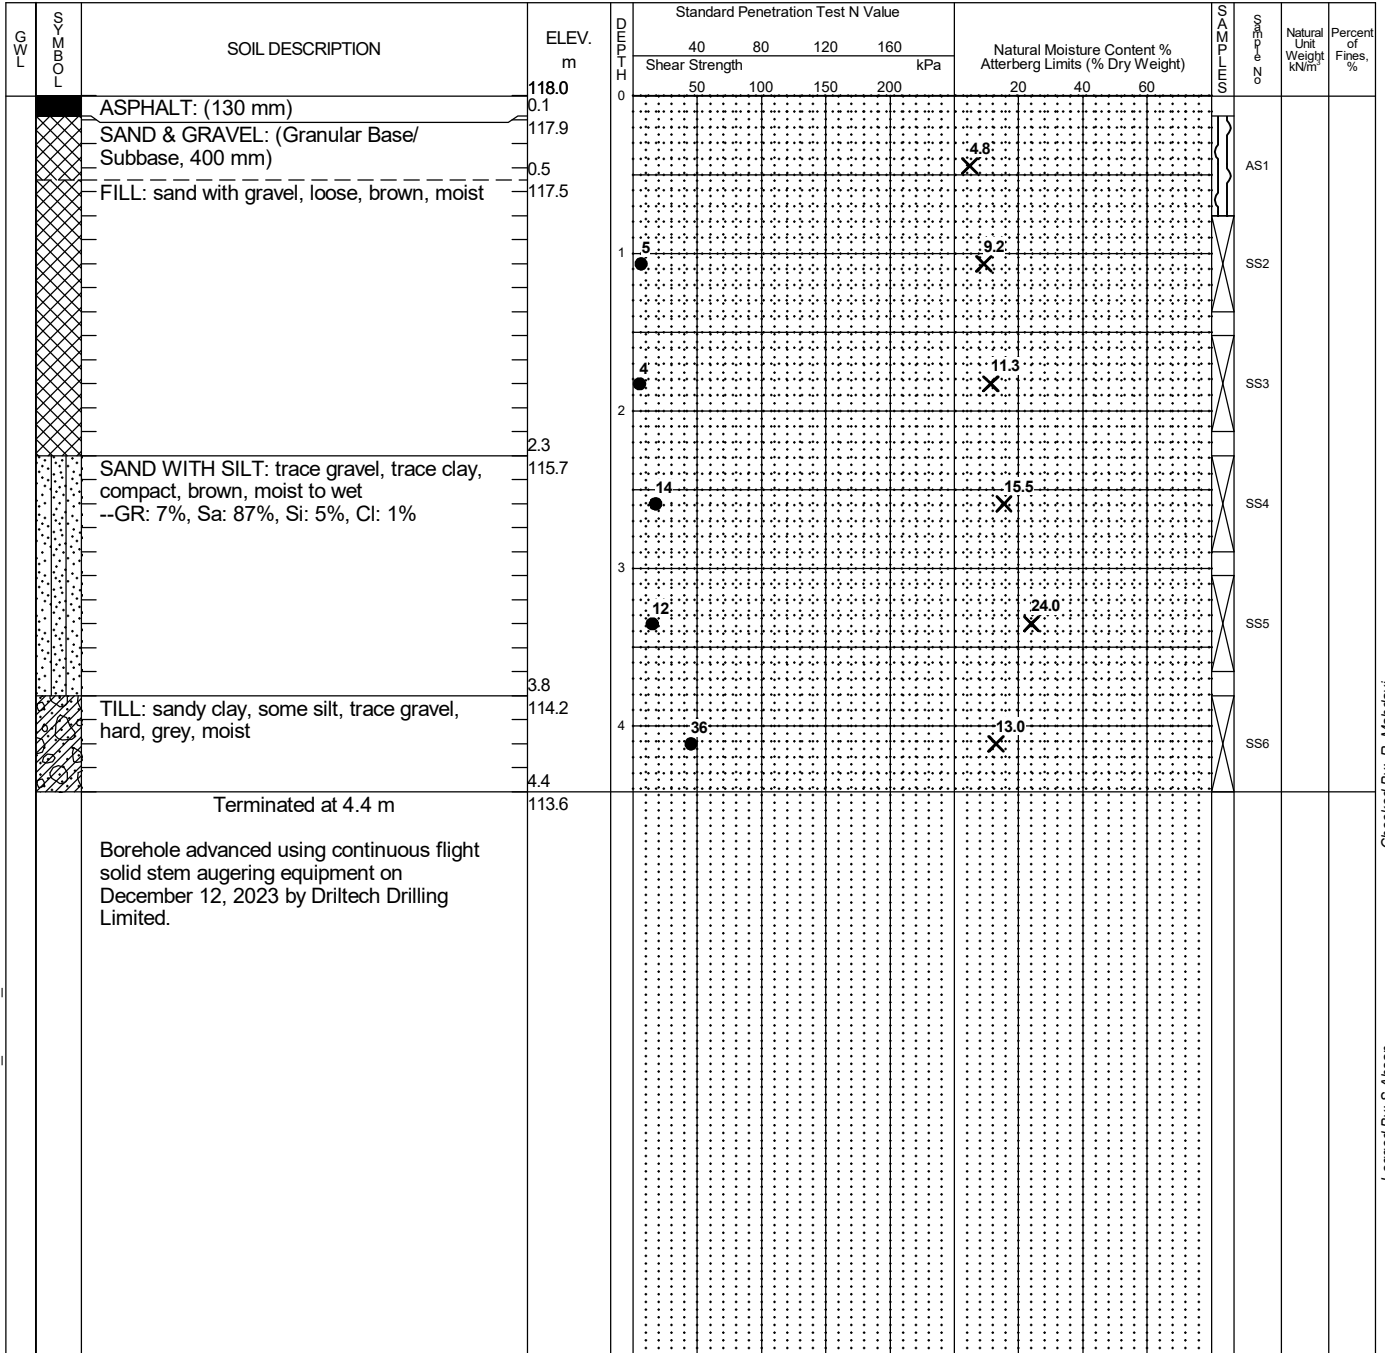 GWL
SYMBOL
SOIL DESCRIPTION
ELEV.
m
118.0
DEPTH
Standard Penetration Test N Value
40 80 120 160
Shear Strength kPa
50 100 150 200
Natural Moisture Content %
Atterberg Limits (% Dry Weight)
20 40 60
SAMPLES
Sample No
Natural
Unit
Weight
kN/m³
Percent
of
Fines,
%
0
ASPHALT: (130 mm)
0.1
117.9
SAND & GRAVEL: (Granular Base/
Subbase, 400 mm)
0.5
4.8
AS1
FILL: sand with gravel, loose, brown, moist
117.5
1
5
9.2
SS2
4
11.3
SS3
2
2.3
SAND WITH SILT: trace gravel, trace clay,
compact, brown, moist to wet
--GR: 7%, Sa: 87%, Si: 5%, Cl: 1%
115.7
14
15.5
SS4
3
12
24.0
SS5
3.8
TILL: sandy clay, some silt, trace gravel,
hard, grey, moist
114.2
4
36
13.0
SS6
4.4
Terminated at 4.4 m
113.6
Borehole advanced using continuous flight
solid stem augering equipment on
December 12, 2023 by Driltech Drilling
Limited.